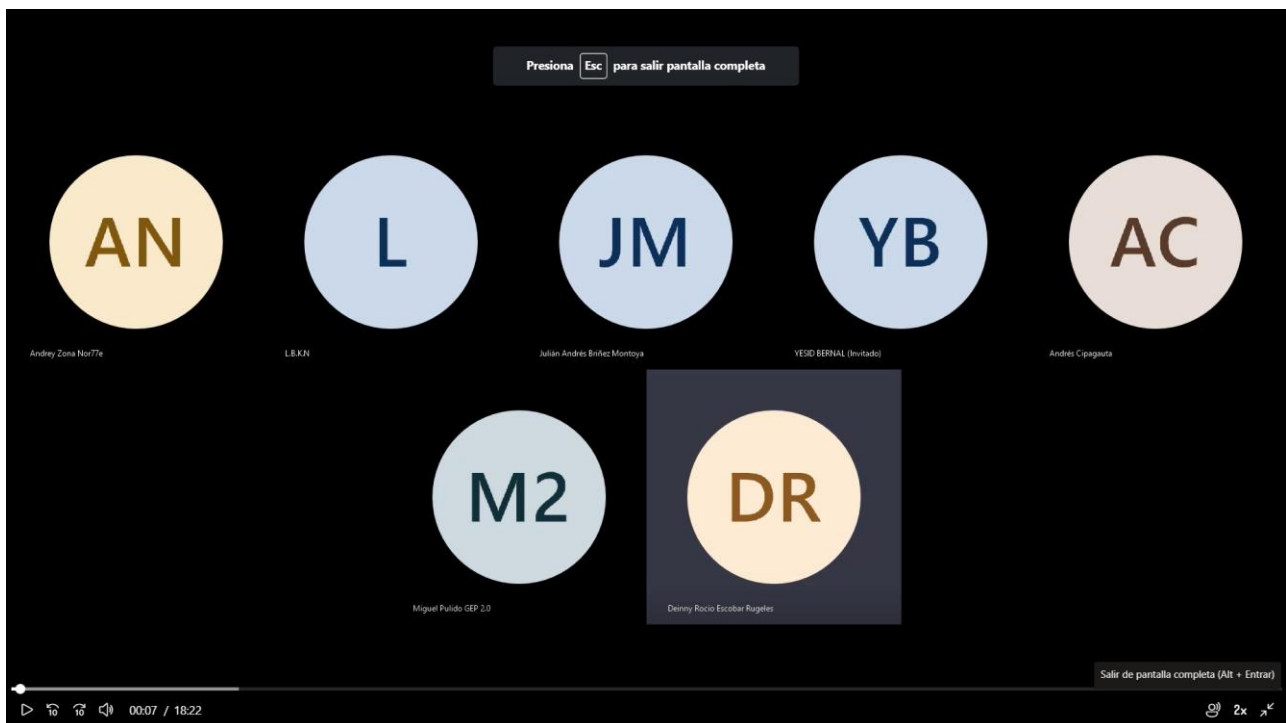 Presiona Esc para salir pantalla completa
AN L JM YB AC
Andrey Zona Nor77e L.B.K.N Julián Andrés Briñez Montoya YESID BERNAL (Invitado) Andrés Cipagauta
M2 DR
Miguel Pulido GEP 2.0 Deinny Rocio Escobar Rugeles
Salir de pantalla completa (Alt + Entrar)
10 10 00:07 / 18:22 2x